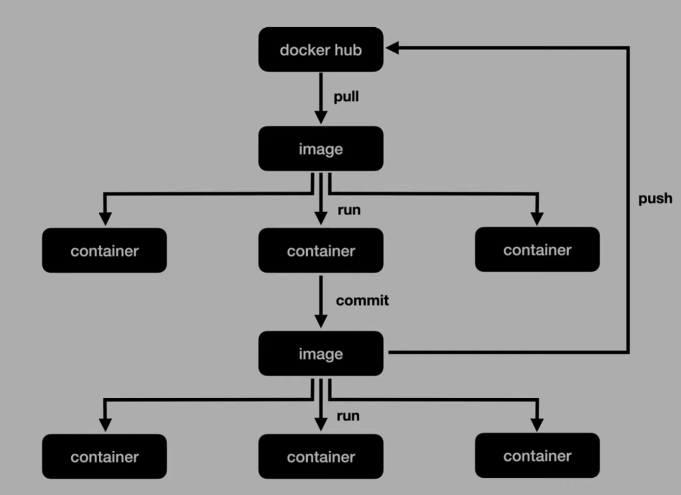 docker hub
pull
image
push
run
container
container
container
commit
image
run
container
container
container